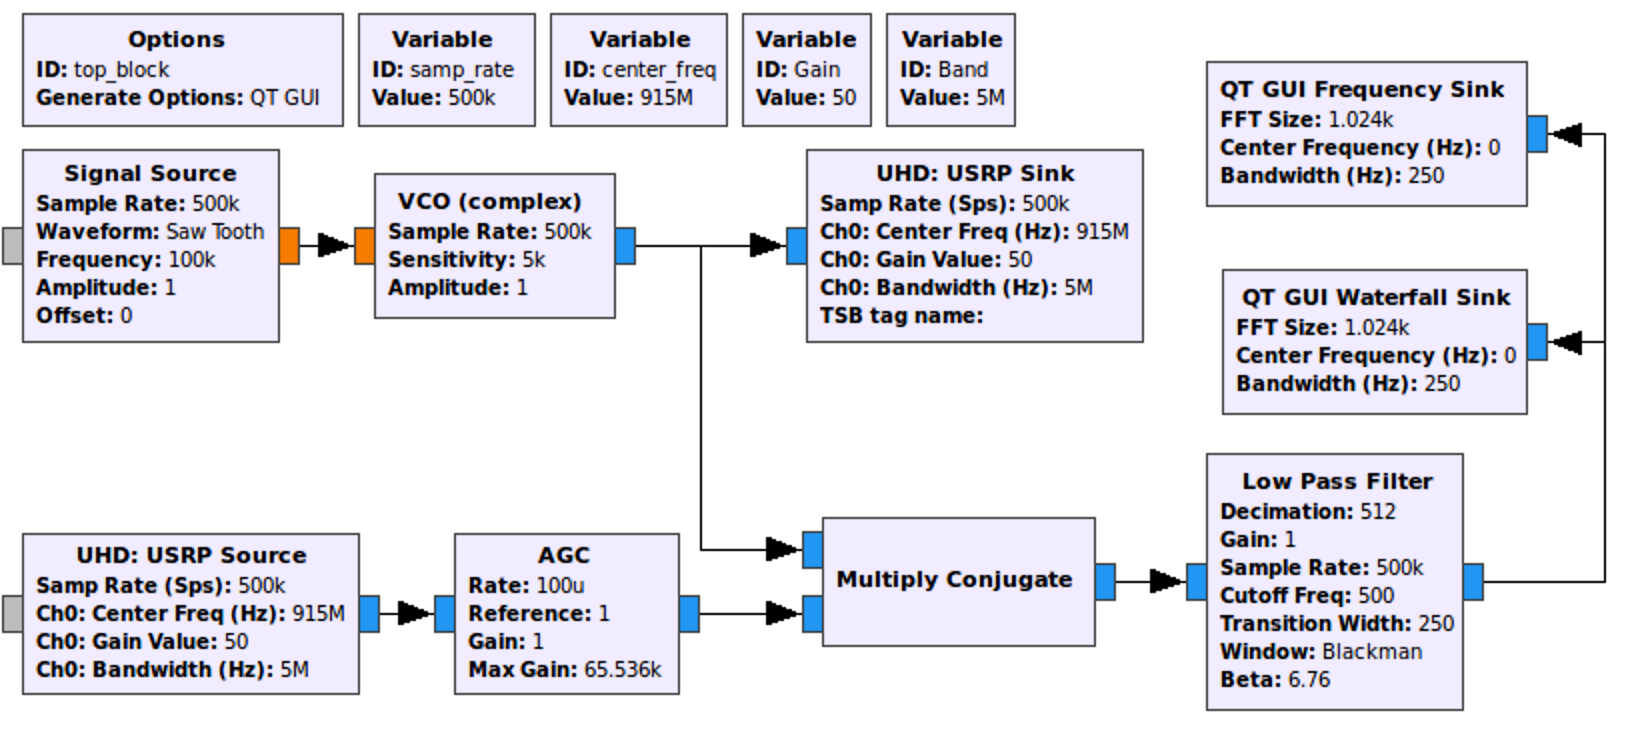 Options
ID: top_block
Generate Options: QT GUI
Variable
ID: samp_rate
Value: 500k
Variable
ID: center_freq
Value: 915M
Variable
ID: Gain
Value: 50
Variable
ID: Band
Value: 5M
QT GUI Frequency Sink
FFT Size: 1.024k
Center Frequency (Hz): 0
Bandwidth (Hz): 250
Signal Source
Sample Rate: 500k
Waveform: Saw Tooth
Frequency: 100k
Amplitude: 1
Offset: 0
VCO (complex)
Sample Rate: 500k
Sensitivity: 5k
Amplitude: 1
UHD: USRP Sink
Samp Rate (Sps): 500k
Ch0: Center Freq (Hz): 915M
Ch0: Gain Value: 50
Ch0: Bandwidth (Hz): 5M
TSB tag name:
QT GUI Waterfall Sink
FFT Size: 1.024k
Center Frequency (Hz): 0
Bandwidth (Hz): 250
UHD: USRP Source
Samp Rate (Sps): 500k
Ch0: Center Freq (Hz): 915M
Ch0: Gain Value: 50
Ch0: Bandwidth (Hz): 5M
AGC
Rate: 100u
Reference: 1
Gain: 1
Max Gain: 65.536k
Multiply Conjugate
Low Pass Filter
Decimation: 512
Gain: 1
Sample Rate: 500k
Cutoff Freq: 500
Transition Width: 250
Window: Blackman
Beta: 6.76